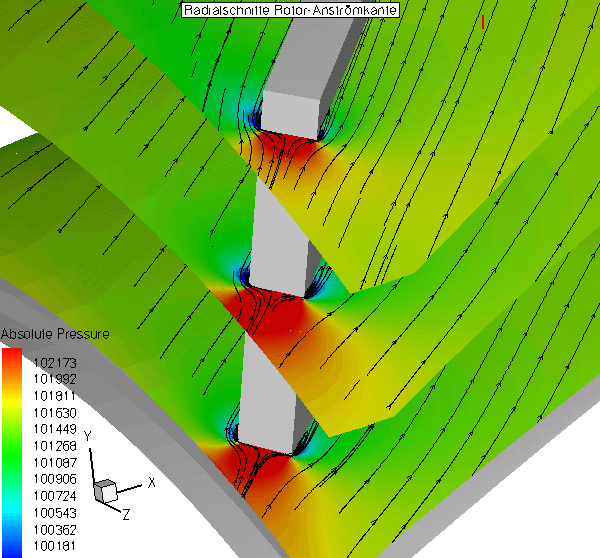 Radialschnitte Rotor-Anströmkante
Absolute Pressure
102173
101992
101811
101630
101449
101268
101087
100906
100724
100543
100362
100181
Y
X
Z